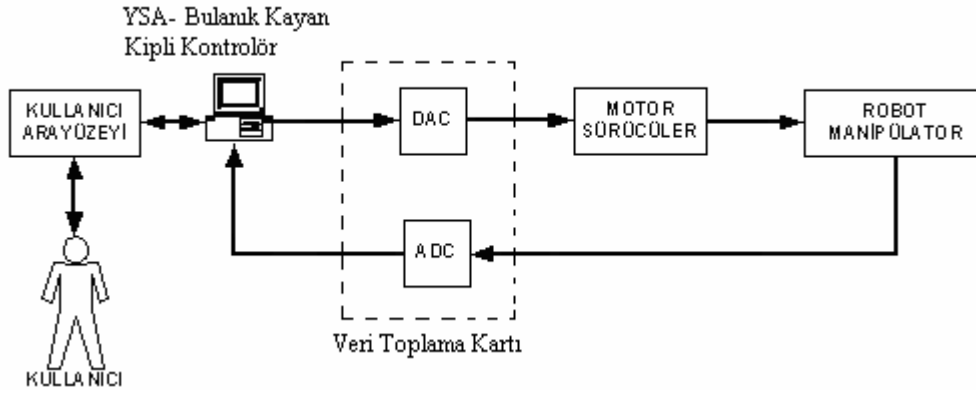 YSA- Bulanık Kayan
Kipli Kontrolör
KULLANICI
ARAYÜZEYİ
DAC
MOTOR
SÜRÜCÜLER
ROBOT
MANİPÜLATOR
ADC
Veri Toplama Kartı
KULLANICI